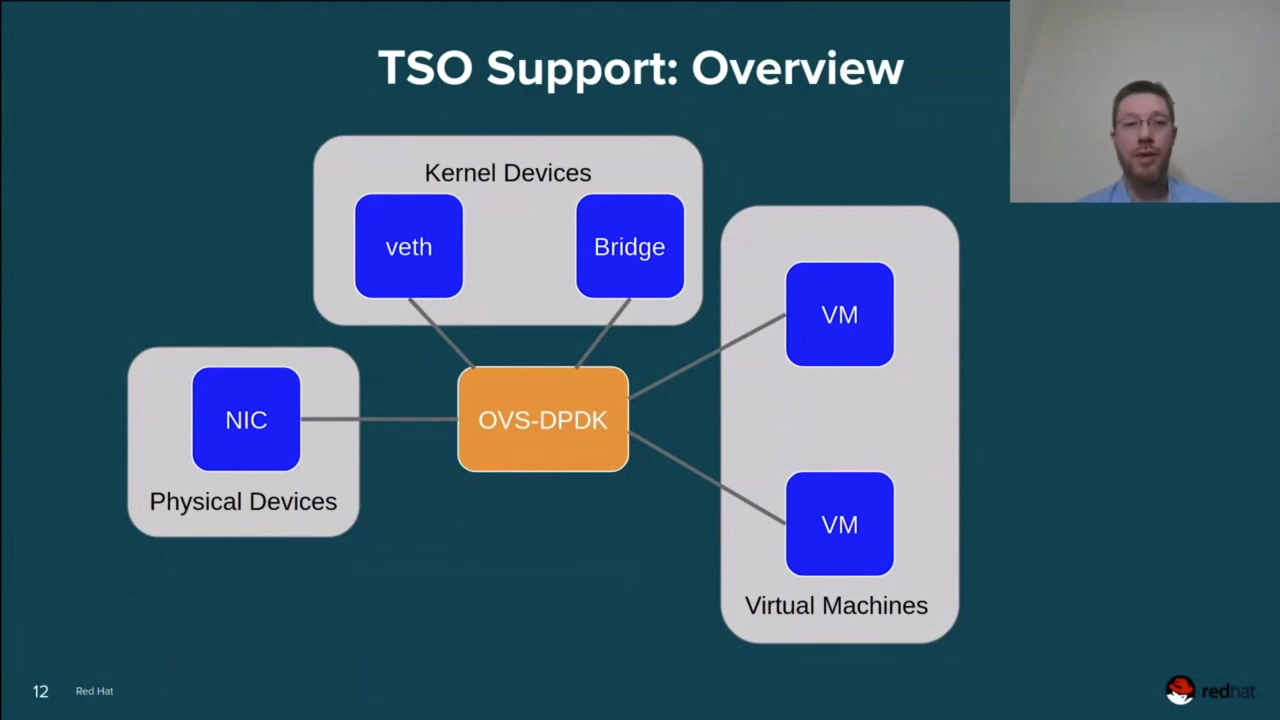 TSO Support: Overview
Kernel Devices
veth
Bridge
VM
NIC
OVS-DPDK
Physical Devices
VM
Virtual Machines
12
Red Hat
redhat